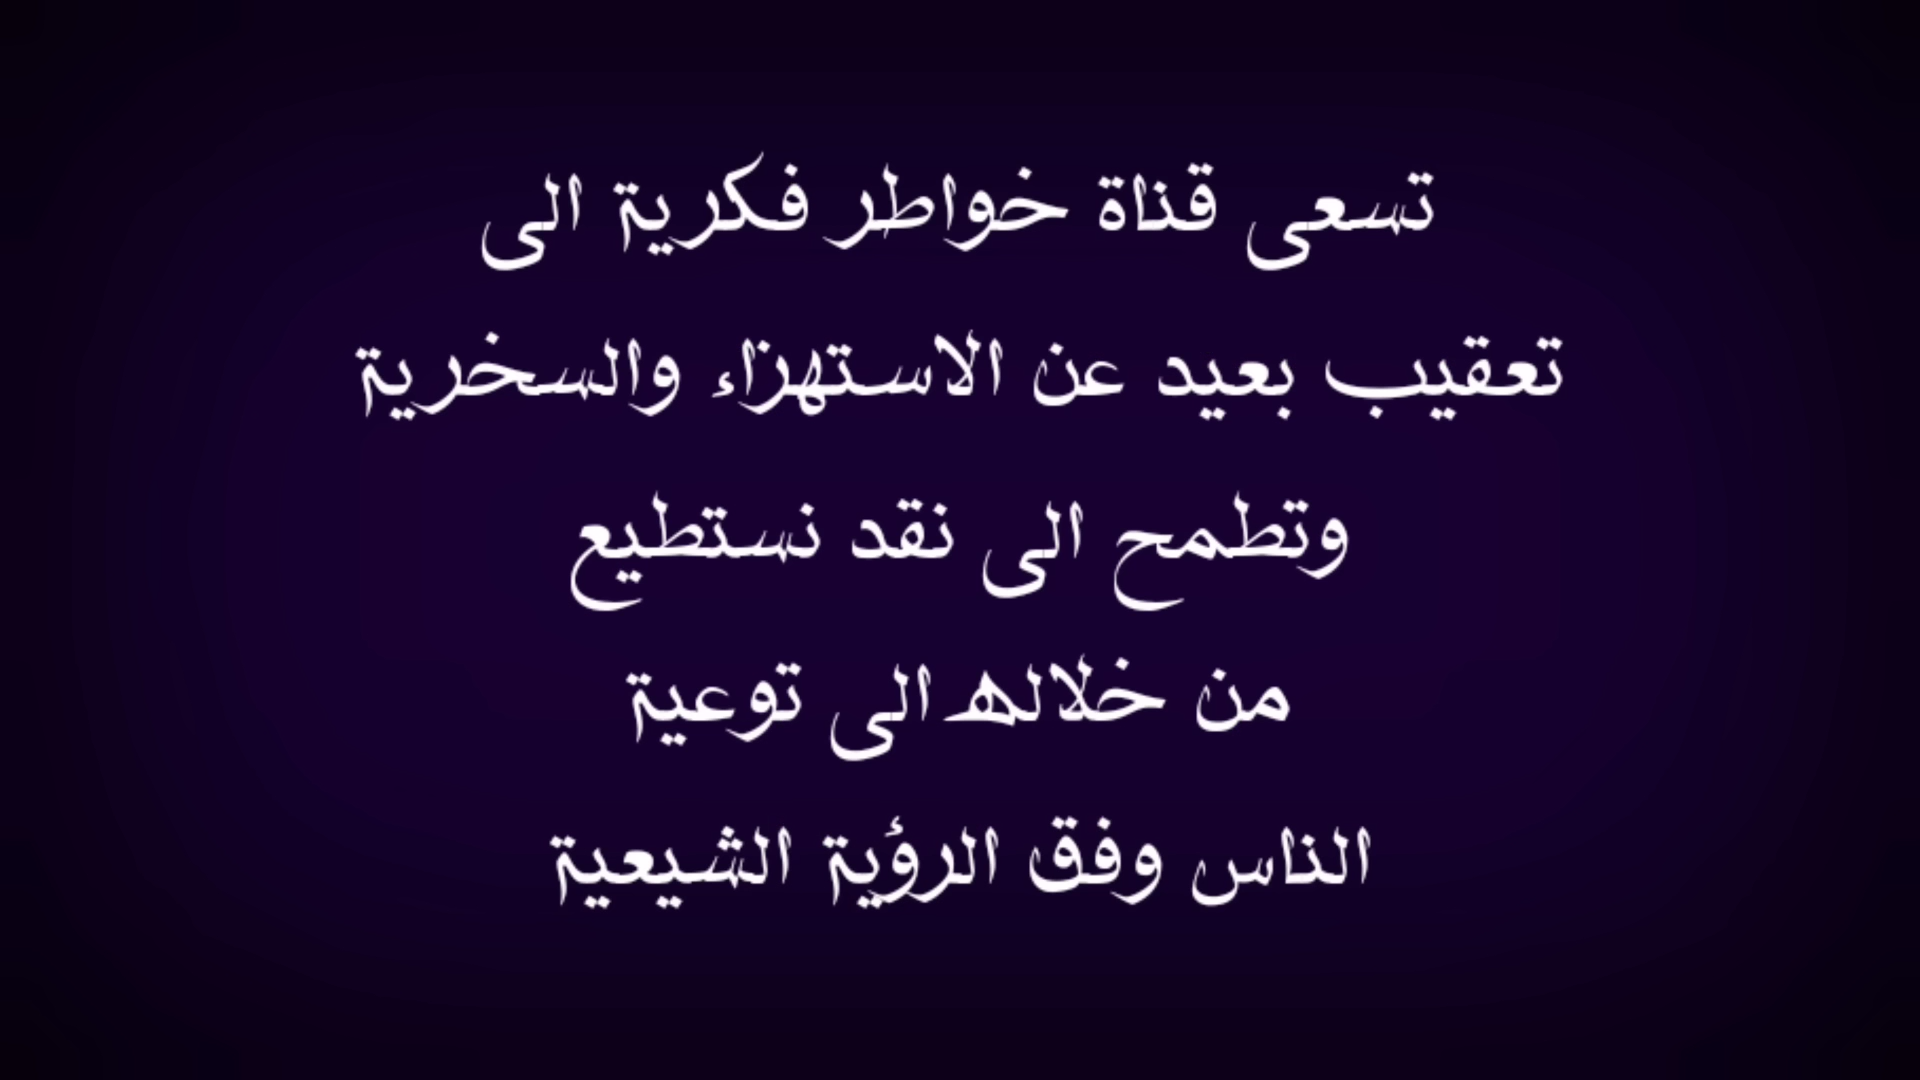 تسعى قناة خواطر فكرية الى
تعقيب بعيد عن الاستهزاء والسخرية
وتطمح الى نقد نستطيع
من خلاله الى توعية
الناس وفق الرؤية الشيعية